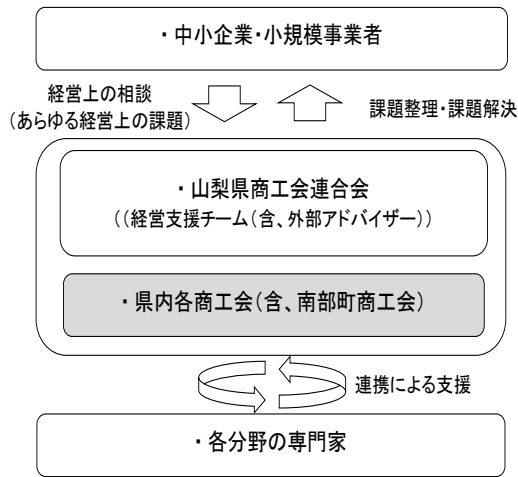 ・中小企業・小規模事業者
経営上の相談
(あらゆる経営上の課題)
課題整理・課題解決
・山梨県商工会連合会
((経営支援チーム(含、外部アドバイザー))
・県内各商工会(含、南部町商工会)
連携による支援
・各分野の専門家